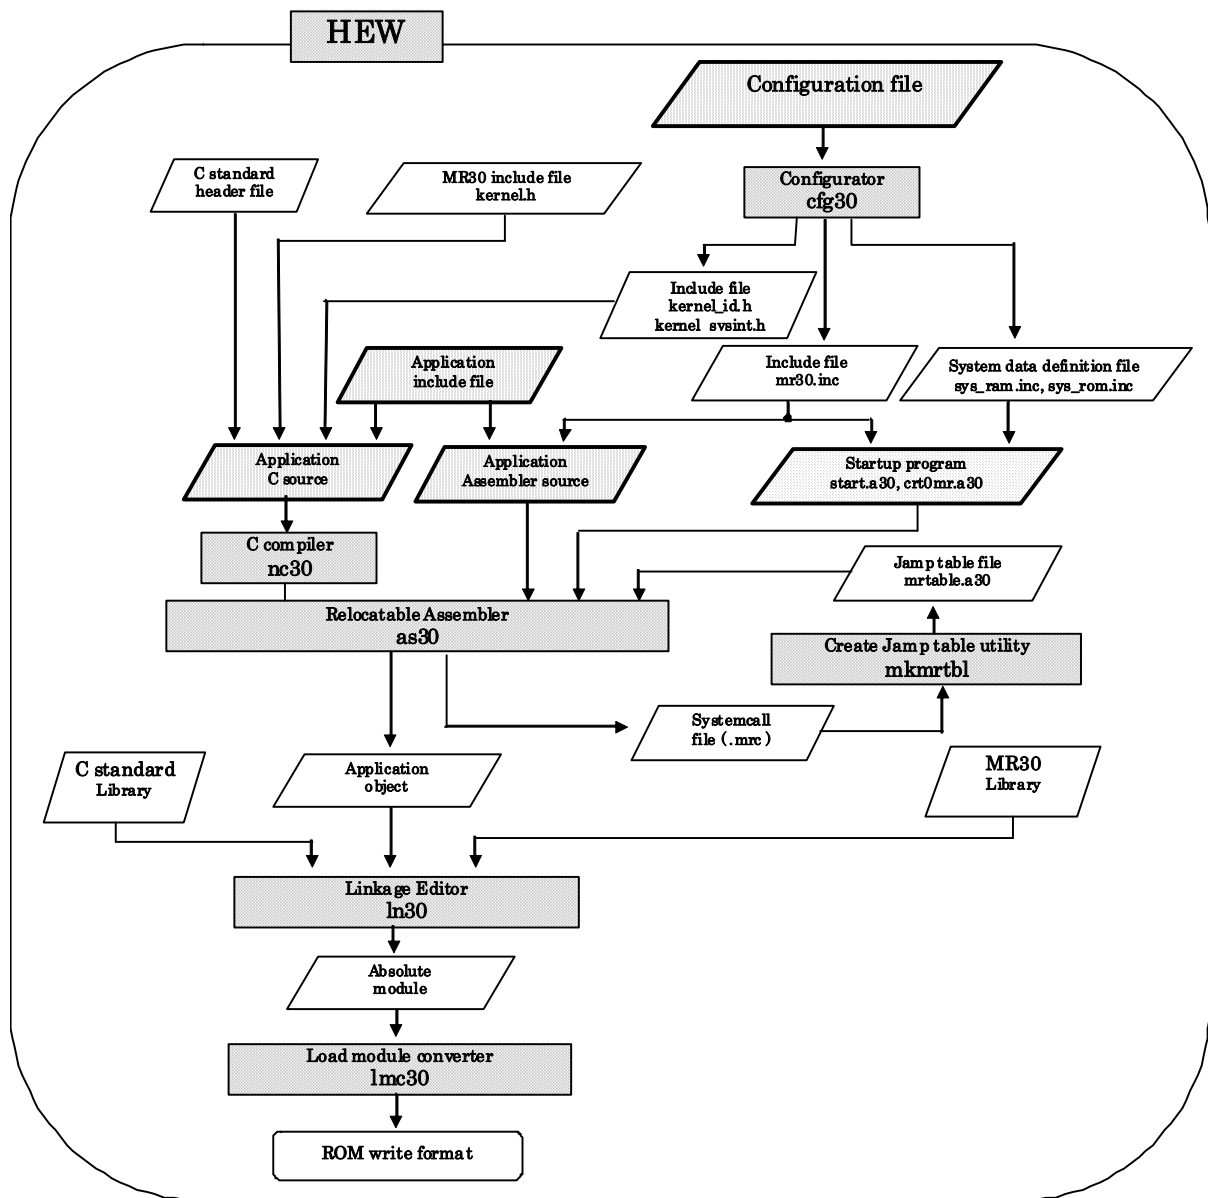 HEW
Configuration file
C standard
header file
MR30 include file
kernel.h
Configurator
cfg30
Include file
kernel_id.h
kernel svsint.h
Application
include file
Include file
mr30.inc
System data definition file
sys_ram.inc, sys_rom.inc
Application
C source
Application
Assembler source
Startup program
start.a30, crt0mr.a30
C compiler
nc30
Jamp table file
mrtable.a30
Relocatable Assembler
as30
Create Jamp table utility
mkmrtbl
Systemcall
file (.mrc)
C standard
Library
Application
object
MR30
Library
Linkage Editor
ln30
Absolute
module
Load module converter
lmc30
ROM write format